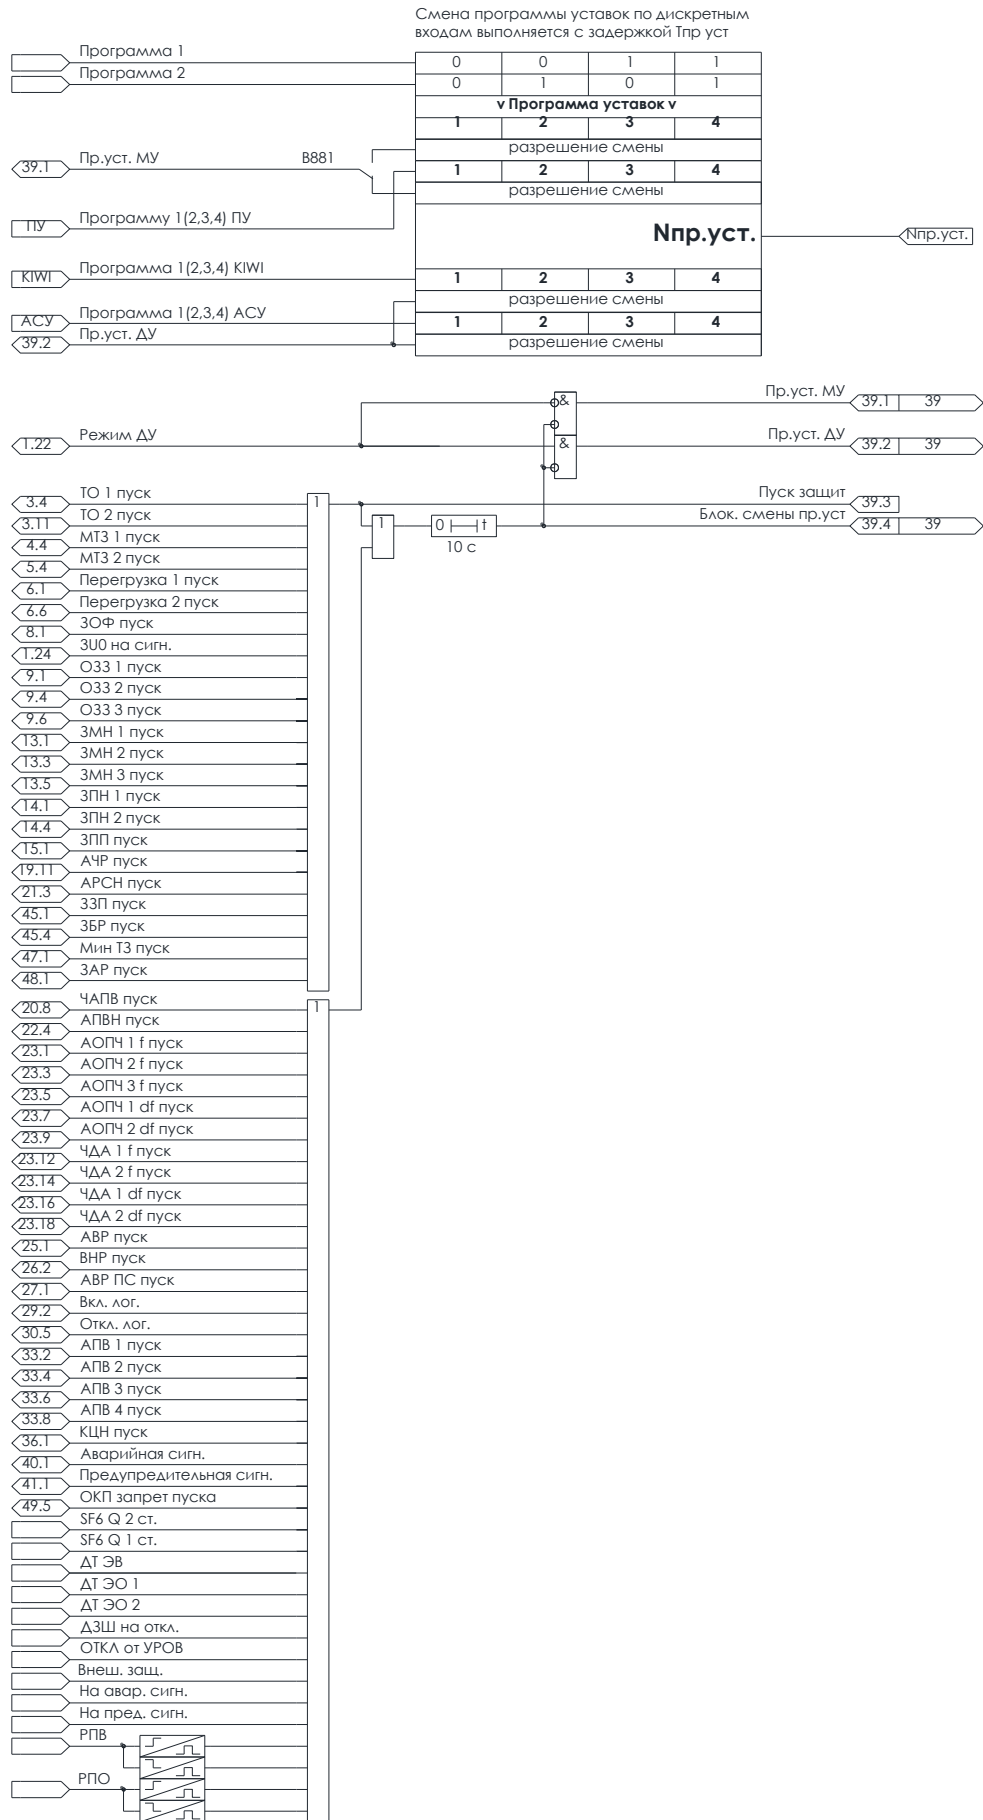 Смена программы уставок по дискретным
входам выполняется с задержкой Тпр уст
Программа 1
0 0 1 1
Программа 2
0 1 0 1
v Программа уставок v
1 2 3 4
разрешение смены
39.1 Пр.уст. МУ В881
1 2 3 4
разрешение смены
ПУ Программу 1(2,3,4) ПУ
Nпр.уст.
Nпр.уст.
KIWI Программа 1(2,3,4) KIWI
1 2 3 4
разрешение смены
АСУ Программа 1(2,3,4) АСУ
1 2 3 4
39.2 Пр.уст. ДУ
разрешение смены
& Пр.уст. МУ 39.1 39
1.22 Режим ДУ
& Пр.уст. ДУ 39.2 39
3.4 ТО 1 пуск 1
Пуск защит 39.3
3.11 ТО 2 пуск
1 0 t
10 с
Блок. смены пр.уст 39.4 39
4.4 МТЗ 1 пуск
5.4 МТЗ 2 пуск
6.1 Перегрузка 1 пуск
6.6 Перегрузка 2 пуск
8.1 ЗОФ пуск
1.24 3U0 на сигн.
9.1 ОЗЗ 1 пуск
9.4 ОЗЗ 2 пуск
9.6 ОЗЗ 3 пуск
13.1 ЗМН 1 пуск
13.3 ЗМН 2 пуск
13.5 ЗМН 3 пуск
14.1 ЗПН 1 пуск
14.4 ЗПН 2 пуск
15.1 ЗПП пуск
19.11 АЧР пуск
21.3 АРСН пуск
45.1 ЗЗП пуск
45.4 ЗБР пуск
47.1 Мин ТЗ пуск
48.1 ЗАР пуск
20.8 ЧАПВ пуск 1
22.4 АПВН пуск
23.1 АОПЧ 1 f пуск
23.3 АОПЧ 2 f пуск
23.5 АОПЧ 3 f пуск
23.7 АОПЧ 1 df пуск
23.9 АОПЧ 2 df пуск
23.12 ЧДА 1 f пуск
23.14 ЧДА 2 f пуск
23.16 ЧДА 1 df пуск
23.18 ЧДА 2 df пуск
25.1 АВР пуск
26.2 ВНР пуск
27.1 АВР ПС пуск
29.2 Вкл. лог.
30.5 Откл. лог.
33.2 АПВ 1 пуск
33.4 АПВ 2 пуск
33.6 АПВ 3 пуск
33.8 АПВ 4 пуск
36.1 КЦН пуск
40.1 Аварийная сигн.
41.1 Предупредительная сигн.
49.5 ОКП запрет пуска
SF6 Q 2 ст.
SF6 Q 1 ст.
ДТ ЭВ
ДТ ЭО 1
ДТ ЭО 2
ДЗШ на откл.
ОТКЛ от УРОВ
Внеш. защ.
На авар. сигн.
На пред. сигн.
РПВ
РПО